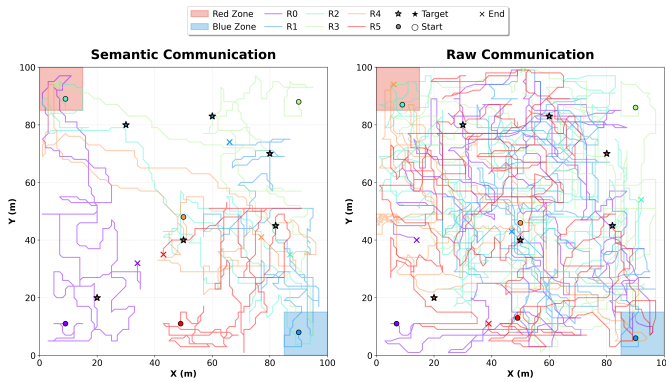 Red Zone R0 R2 R4 Target End
Blue Zone R1 R3 R5 Start
Semantic Communication Raw Communication
100 100
80 80
60 60
40 40
20 20
0 0
0 20 40 60 80 100 0 20 40 60 80 100
X (m) X (m)
Y (m) Y (m)